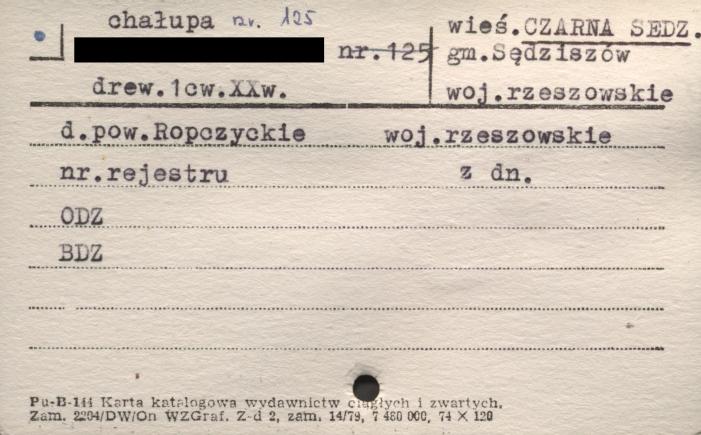 chałupa nr. 125
nr.125
drew.1cw.XXw.
wieś.CZARNA SĘDZ.
gm.Sędziszów
woj.rzeszowskie
d.pow.Ropczyckie woj.rzeszowskie
nr.rejestru z dn.
ODZ
BDZ
Pu-B-144 Karta katalogowa wydawnictw ciągłych i zwartych.
Zam. 2204/DW/On WZGraf. Z-d 2, zam. 14/79, 7 480 000, 74 X 120